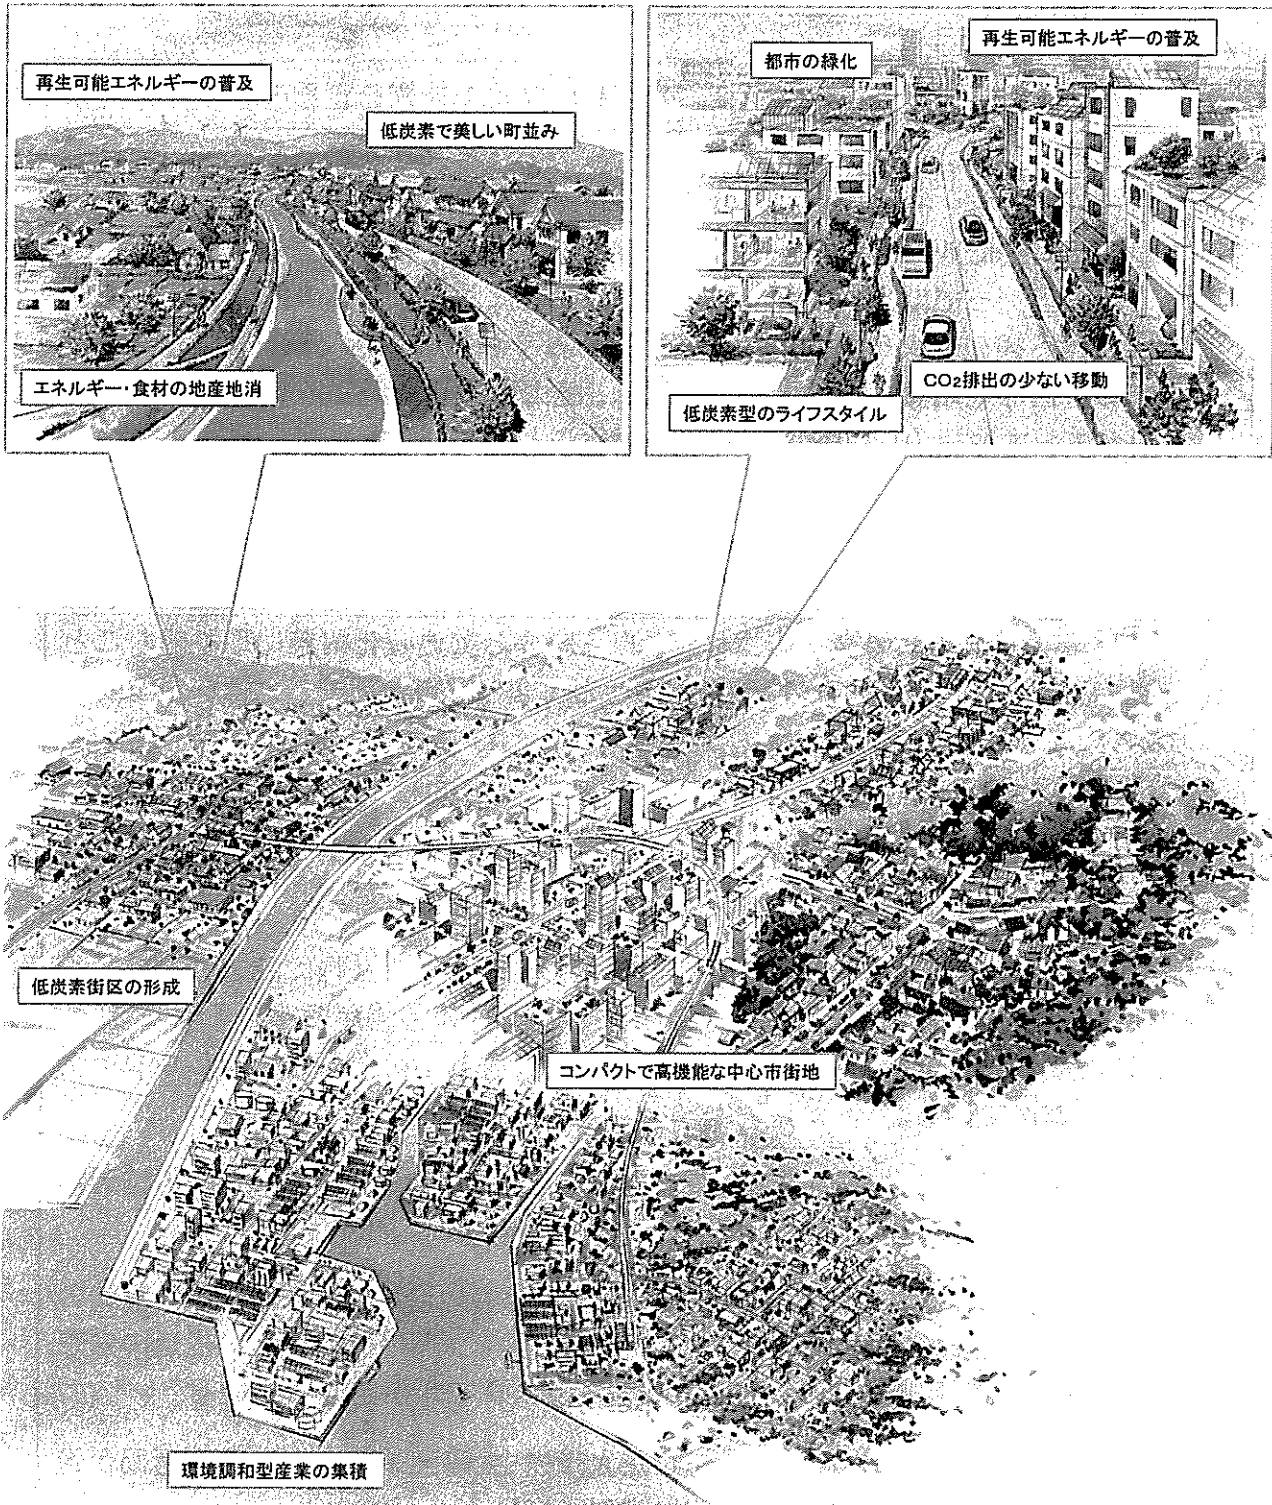 再生可能エネルギーの普及
低炭素で美しい町並み
エネルギー・食材の地産地消
都市の緑化
再生可能エネルギーの普及
CO₂排出の少ない移動
低炭素型のライフスタイル
低炭素街区の形成
コンパクトで高機能な中心市街地
環境調和型産業の集積